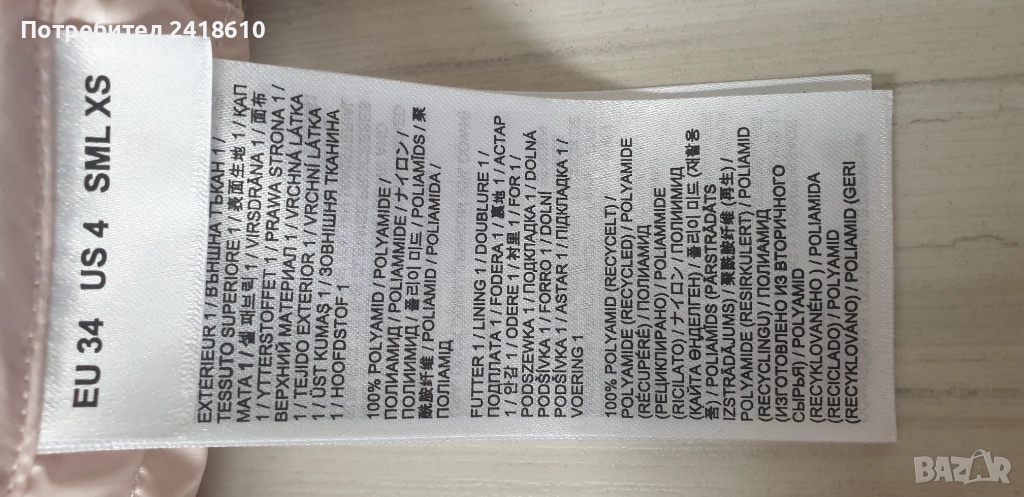 Потребител 2418610
EU 34 US 4 SML XS
EXTERIEUR 1 / ВЪНШНА ТЪКАН 1 /
TESSUTO SUPERIORE 1 / 表面生地 1 / ҚАП
МАТА 1 / 쉘 패브릭 1 / VIRSDRĀNA 1 / 面布
1 / YTTERSTOFFET 1 / PRAWA STRONA 1 /
ВЕРХНИЙ МАТЕРИАЛ 1 / VRCHNÁ LÁTKA
1 / TEJIDO EXTERIOR 1 / VRCHNÍ LÁTKA
1 / ÜST KUMAŞ 1 / ЗОВНІШНЯ ТКАНИНА
1 / HOOFDSTOF 1
100% POLYAMID / POLYAMIDE /
ПОЛИАМИД / POLIAMMIDE / ナイロン /
ПОЛИИМИД / 폴리아미드 / POLIAMĪDS / 聚
酰胺纤维 / POLIAMID / POLIAMIDA /
ПОЛІАМІД
FUTTER 1 / LINING 1 / DOUBLURE 1 /
ПОДПЛАТА 1 / FODERA 1 / 裏地 1 / АСТАР
1 / 안감 1 / ODERE 1 / 衬里 1 / FOR 1 /
PODSZEWKA 1 / ПОДКЛАДКА 1 / DOLNÁ
PODŠÍVKA 1 / FORRO 1 / DOLNÍ
PODŠÍVKA 1 / ASTAR 1 / ПІДКЛАДКА 1 /
VOERING 1
100% POLYAMID (RECYCELT) /
POLYAMIDE (RECYCLED) / POLYAMIDE
(RÉCUPÉRÉ) / ПОЛИАМИД
(РЕЦИКЛИРАНО) / POLIAMMIDE
(RICILATO) / ナイロン / ПОЛИИМИД
(ҚАЙТА ӨҢДЕЛГЕН) / 폴리아미드 (재활용
품) / POLIAMĪDS (PĀRSTRĀDĀTS
IZSTRĀDĀJUMS) / 聚酰胺纤维 (再生) /
POLYAMIDE (RESIRKULERT) / POLIAMID
(RECYCLINGU) / ПОЛИАМИД
(ИЗГОТОВЛЕНО ИЗ ВТОРИЧНОГО
СЫРЬЯ) / POLYAMID
(RECYKLOVANÉHO ) / POLIAMIDA
(RECICLADO) / POLYAMID
(RECYKLOVÁNO) / POLIAMID (GERI
BAZAR.bg